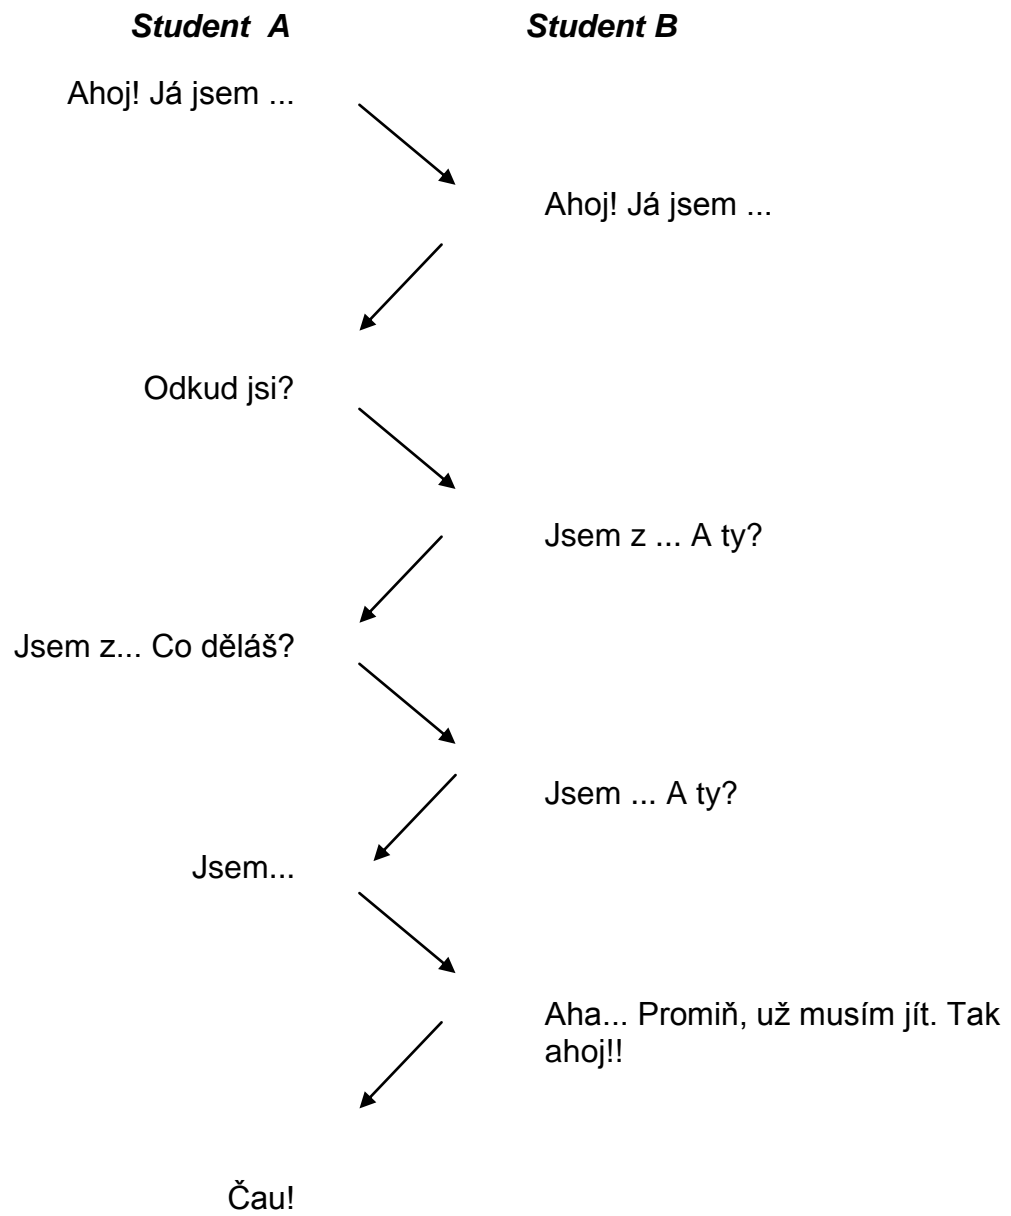 Student A Student B
Ahoj! Já jsem ...
Ahoj! Já jsem ...
Odkud jsi?
Jsem z ... A ty?
Jsem z... Co děláš?
Jsem ... A ty?
Jsem...
Aha... Promiň, už musím jít. Tak
ahoj!!
Čau!